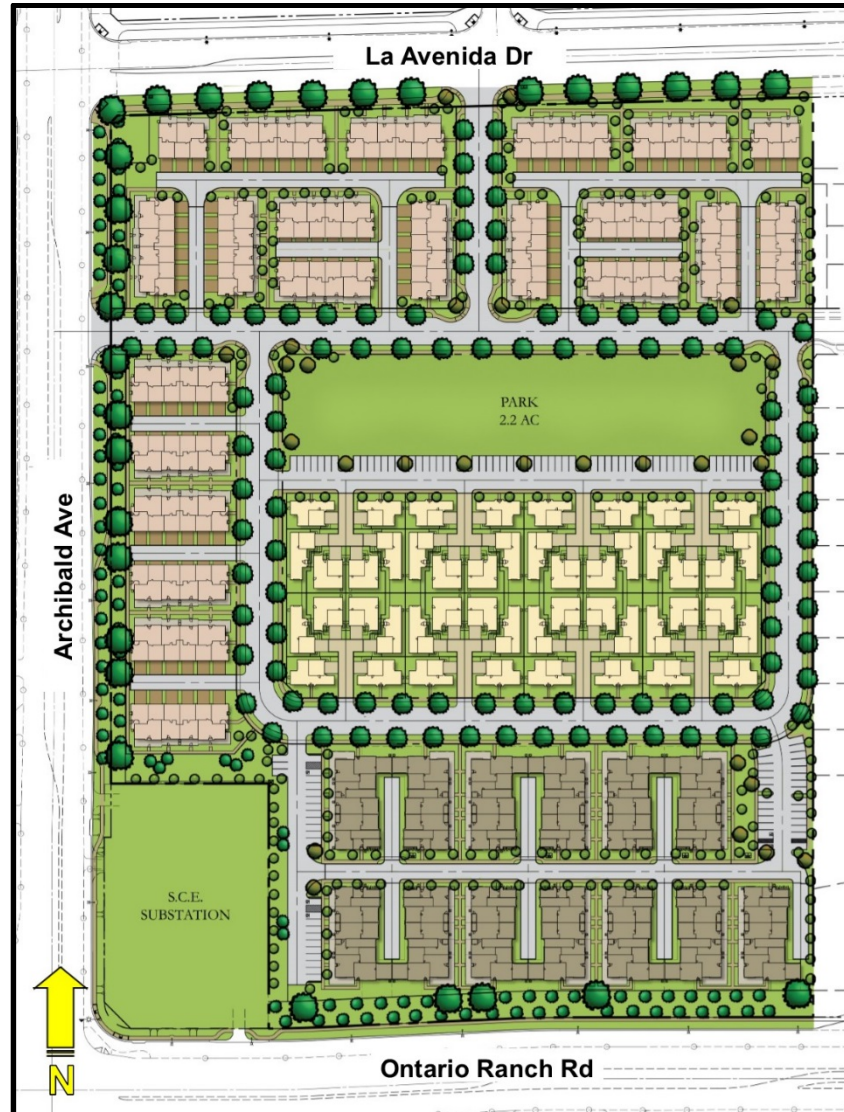 La Avenida Dr
PARK
2.2 AC
Archibald Ave
S.C.E.
SUBSTATION
N
Ontario Ranch Rd